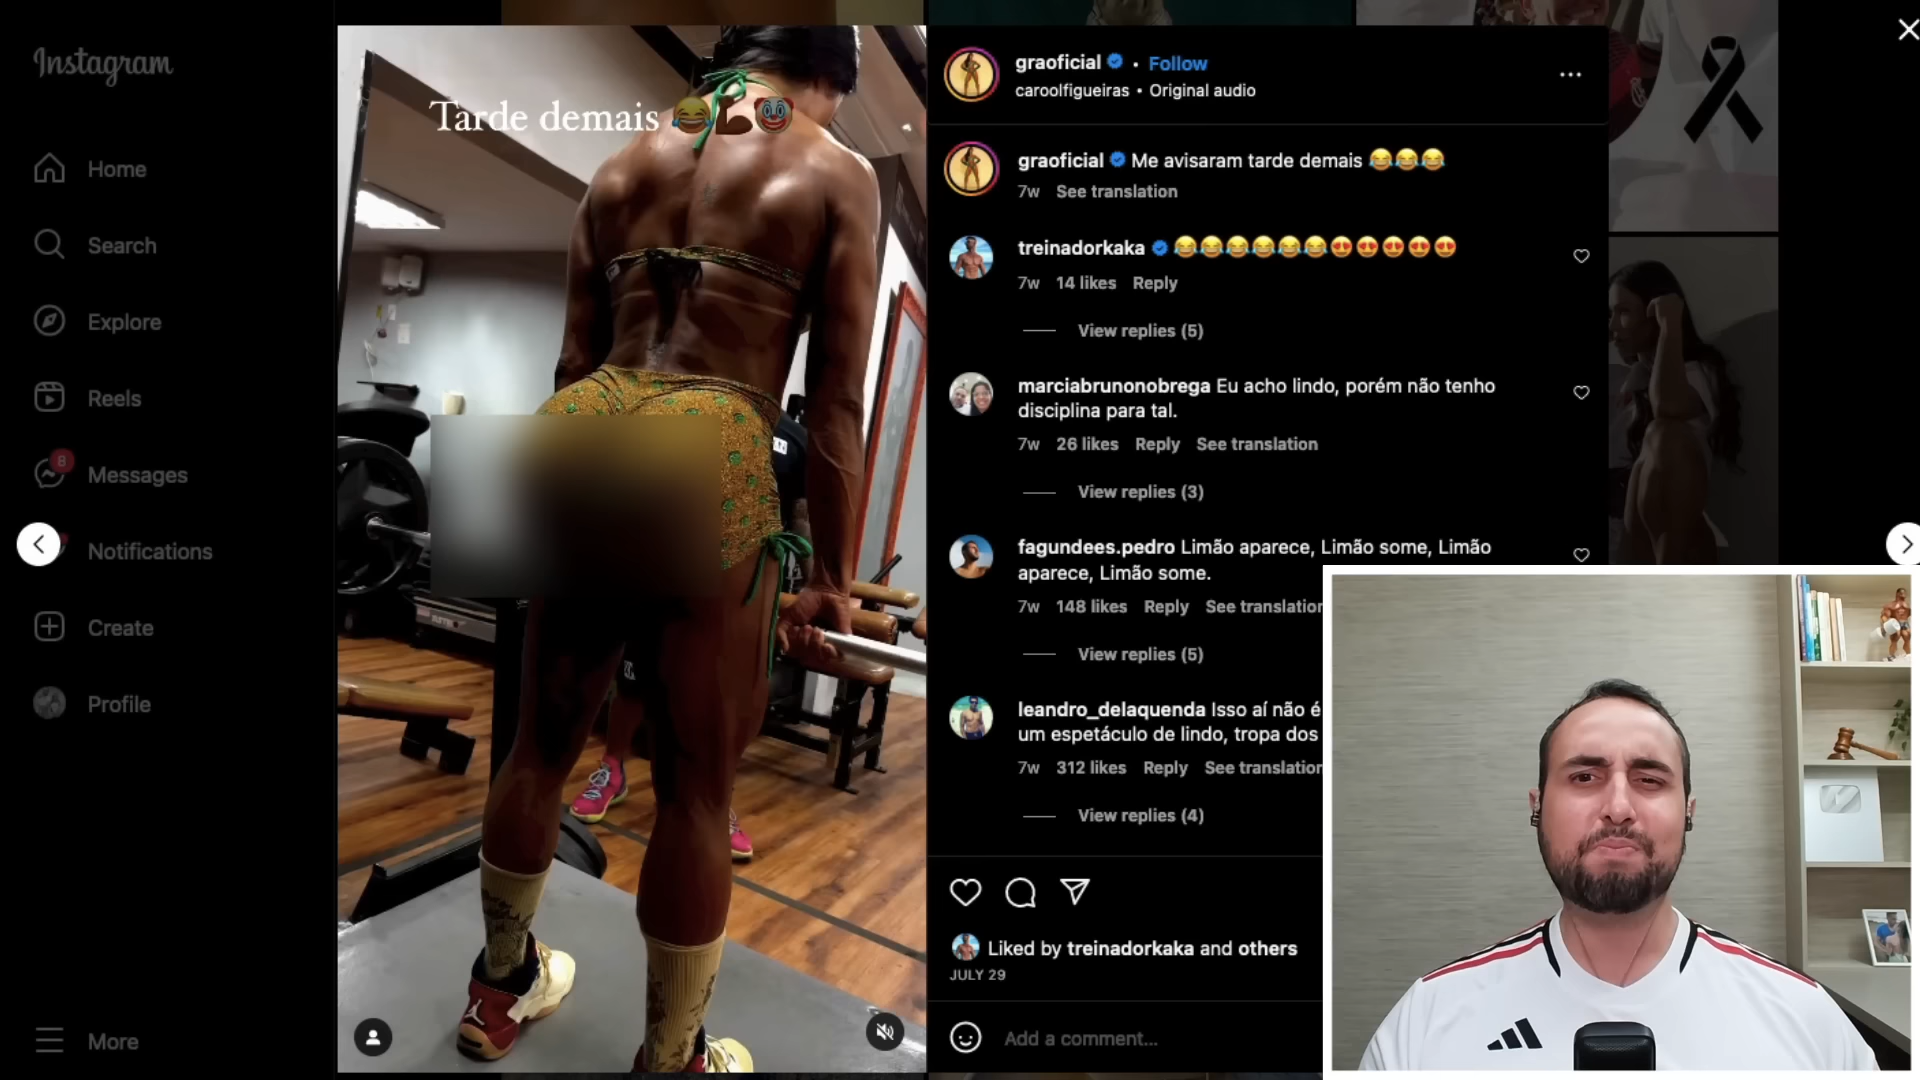 Instagram
Home
Search
Explore
Reels
8
Messages
Notifications
Create
Profile
More
Tarde demais 😂💪🏿🤡
graoficial • Follow
caroolfigueiras • Original audio
graoficial Me avisaram tarde demais 😂😂😂
7w See translation
treinadorkaka 😂😂😂😂😂😂😍😍😍😍😍
7w 14 likes Reply
View replies (5)
marciabrunonobrega Eu acho lindo, porém não tenho
disciplina para tal.
7w 26 likes Reply See translation
View replies (3)
fagundees.pedro Limão aparece, Limão some, Limão
aparece, Limão some.
7w 148 likes Reply See translation
View replies (5)
leandro_delaquenda Isso aí não é
um espetáculo de lindo, tropa dos
7w 312 likes Reply See translation
View replies (4)
Liked by treinadorkaka and others
JULY 29
Add a comment...